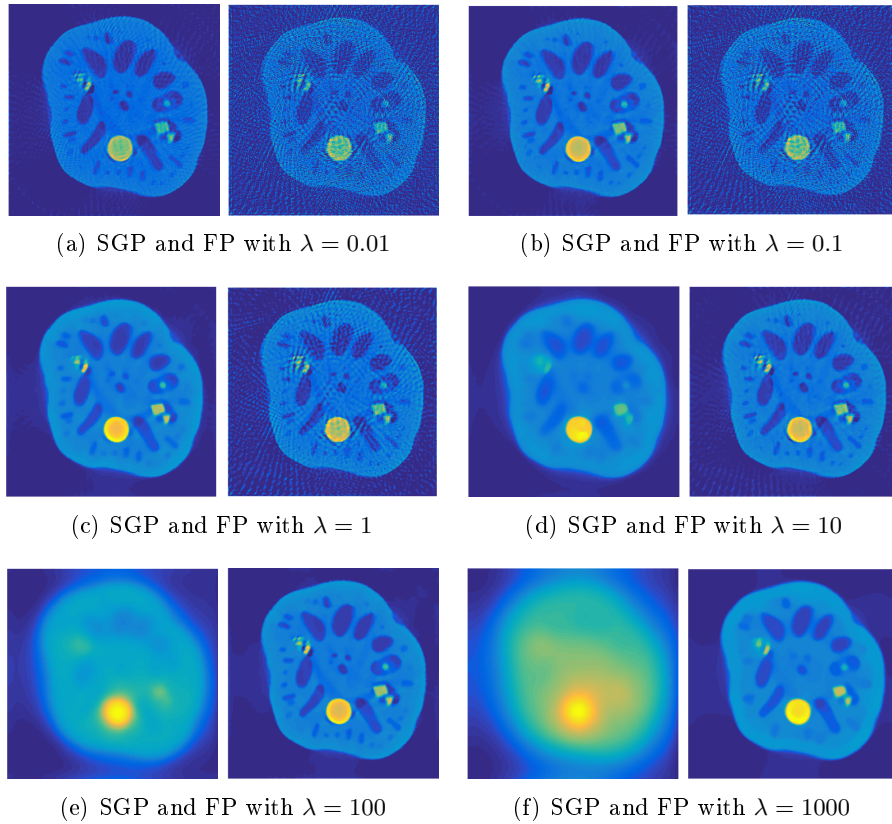 (a) SGP and FP with λ = 0.01
(b) SGP and FP with λ = 0.1
(c) SGP and FP with λ = 1
(d) SGP and FP with λ = 10
(e) SGP and FP with λ = 100
(f) SGP and FP with λ = 1000